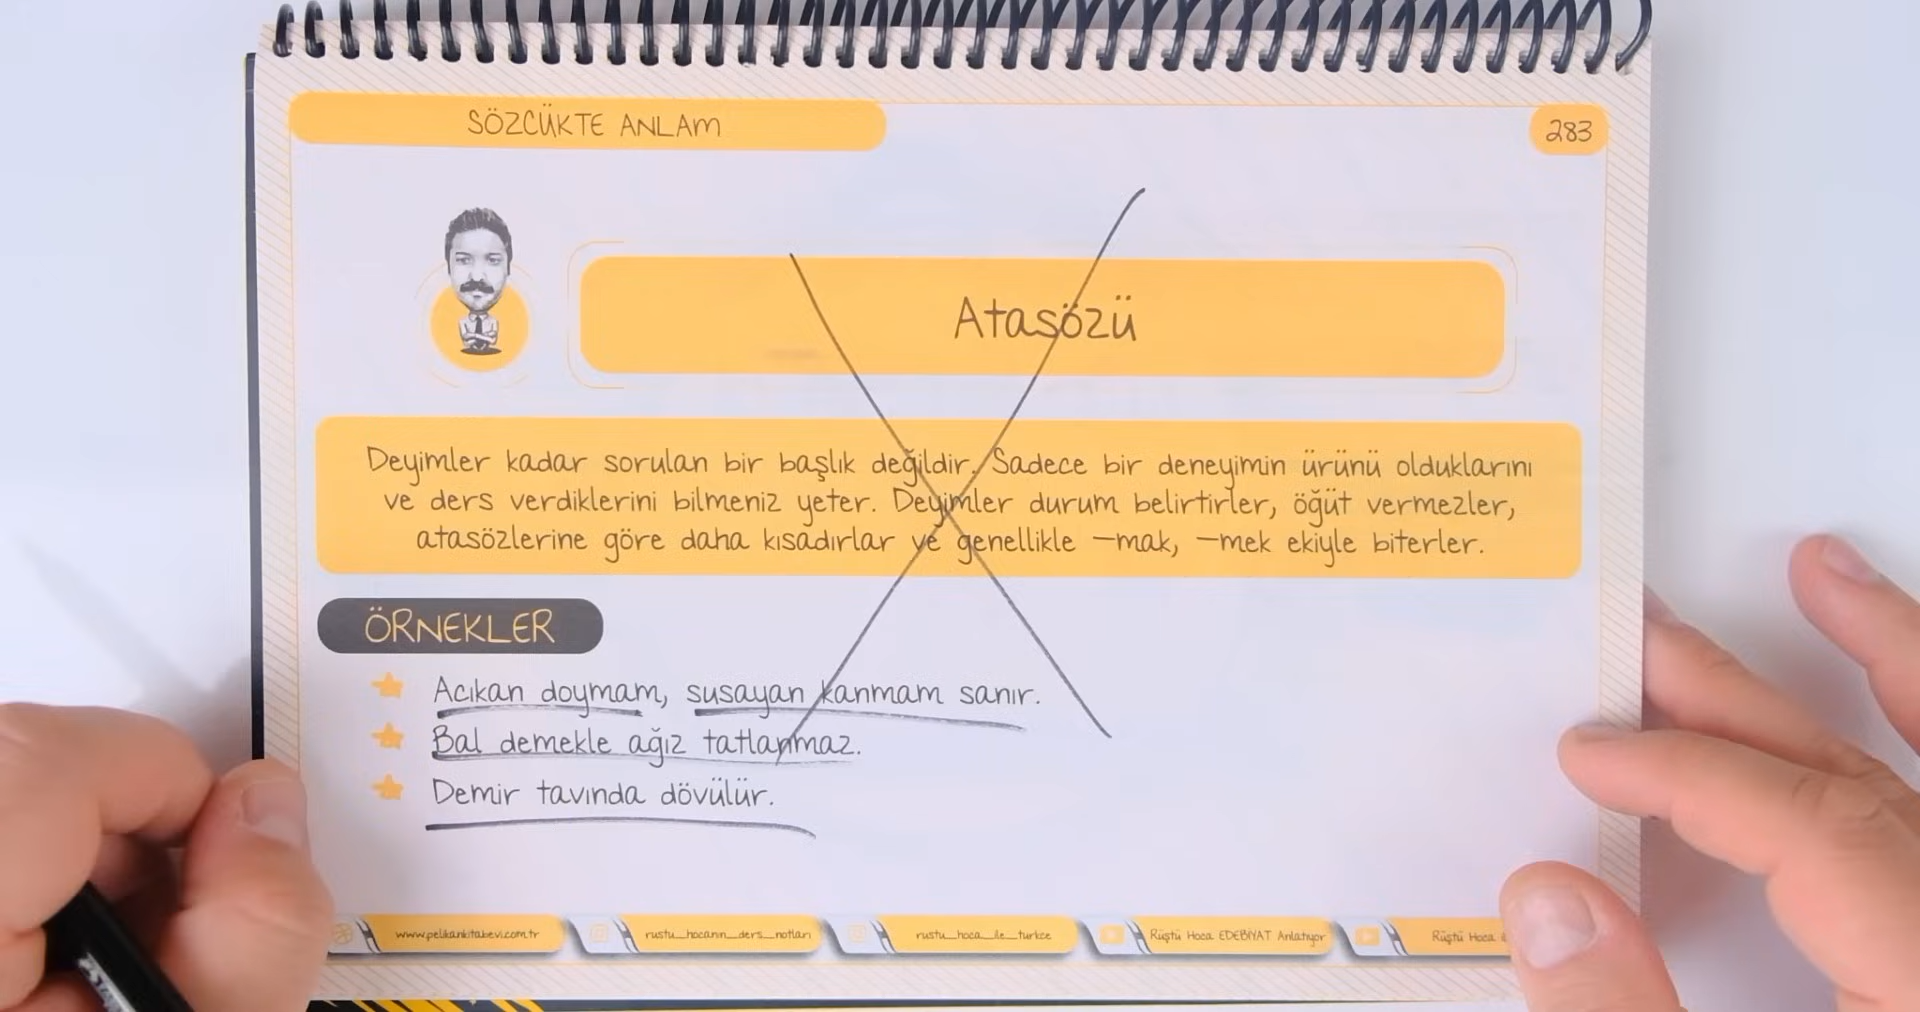 SÖZCÜKTE ANLAM
283
Atasözü
Deyimler kadar sorulan bir başlık değildir. Sadece bir deneyimin ürünü olduklarını
ve ders verdiklerini bilmeniz yeter. Deyimler durum belirtirler, öğüt vermezler,
atasözlerine göre daha kısadırlar ve genellikle –mak, –mek ekiyle biterler.
ÖRNEKLER
Acıkan doymam, susayan kanmam sanır.
Bal demekle ağız tatlanmaz.
Demir tavında dövülür.
www.pelikankitabevi.com.tr
rustu_hocanın_ders_notları
rustu_hoca_ile_turkce
Rüştü Hoca EDEBİYAT Anlatıyor
Rüştü Hoca